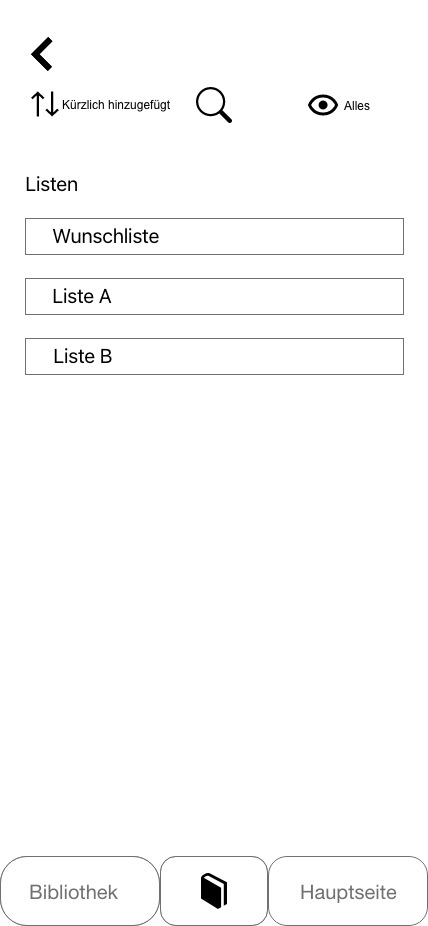 Kürzlich hinzugefügt
Alles
Listen
Wunschliste
Liste A
Liste B
Bibliothek
Hauptseite